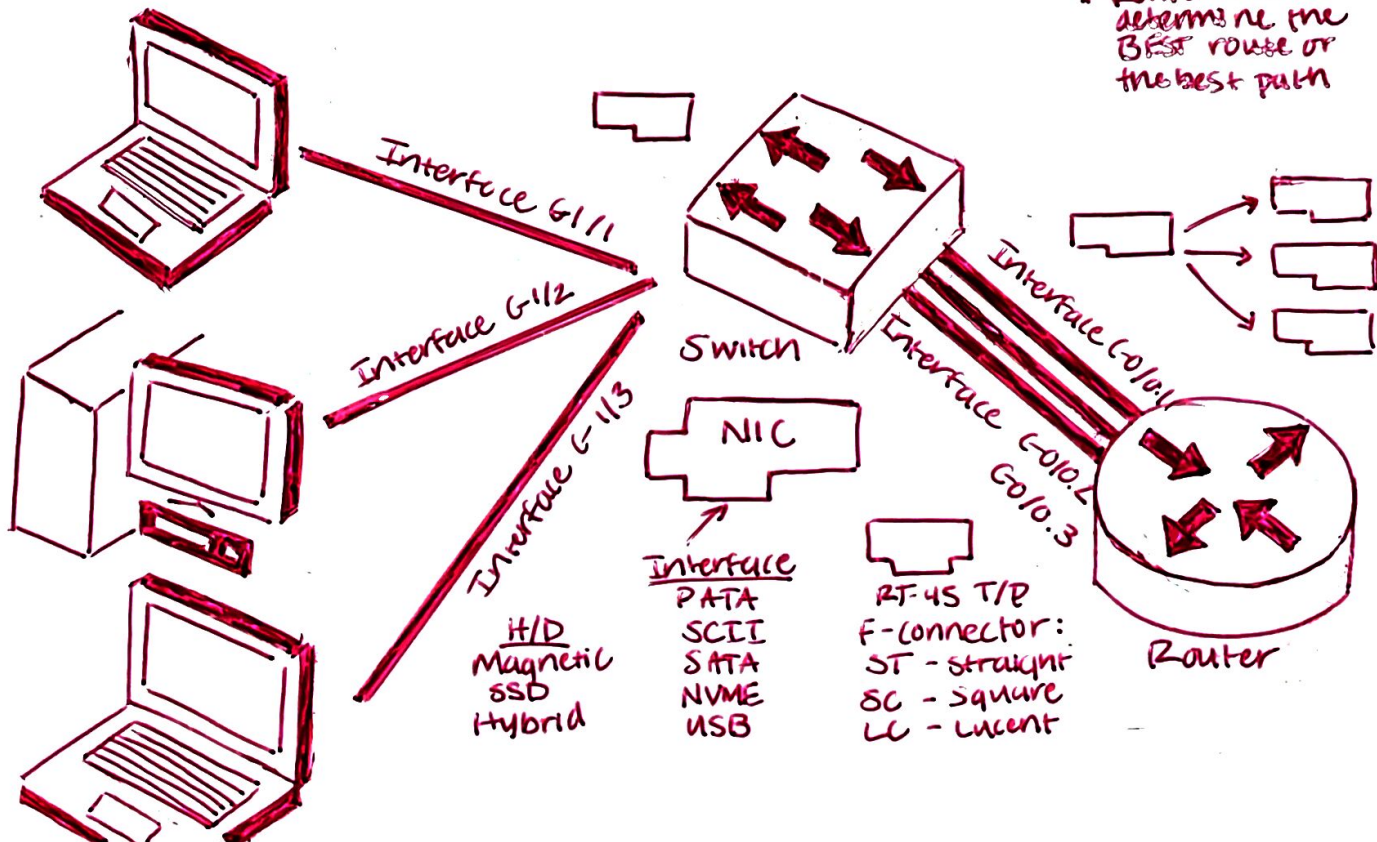 determine the
BEST route or
the best path
Interface G1/1
Interface G1/2
Interface G1/3
Switch
Interface G0/0.1
Interface G0/0.2
G0/0.3
Router
NIC
Interface
PATA
SCII
SATA
NVME
USB
H/D
Magnetic
SSD
Hybrid
RJ-45 T/P
F-connector:
ST - straight
SC - square
LC - Lucent